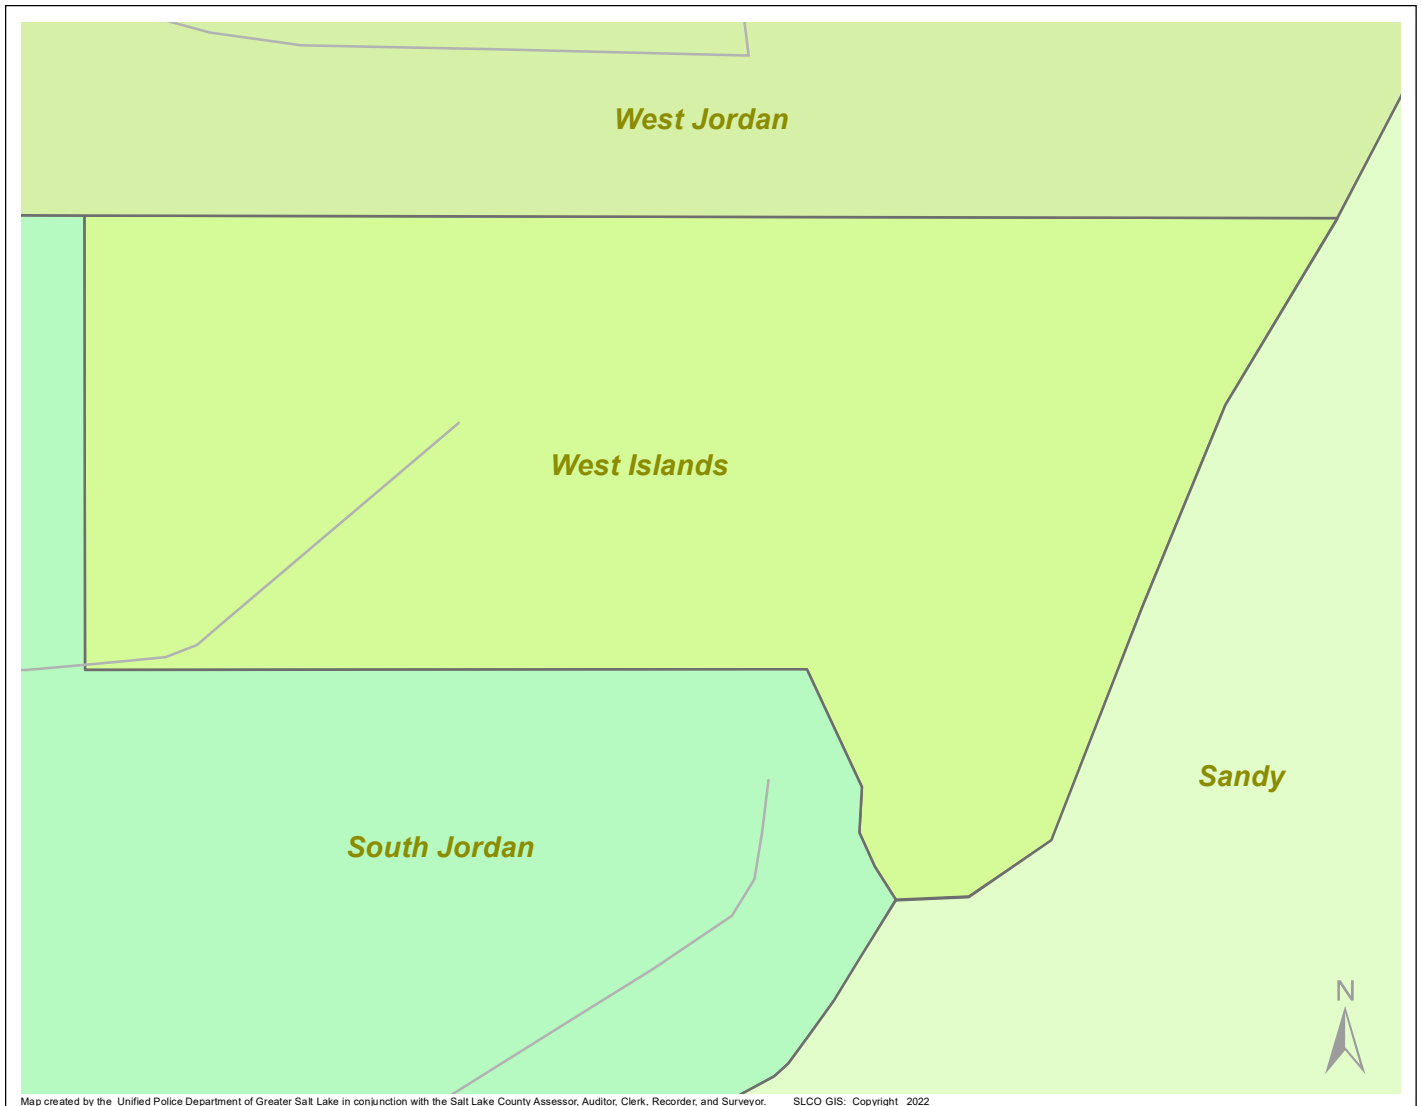 West Jordan
West Islands
Sandy
South Jordan
N
Map created by the Unified Police Department of Greater Salt Lake in conjunction with the Salt Lake County Assessor, Auditor, Clerk, Recorder, and Surveyor. SLCO GIS: Copyright 2022